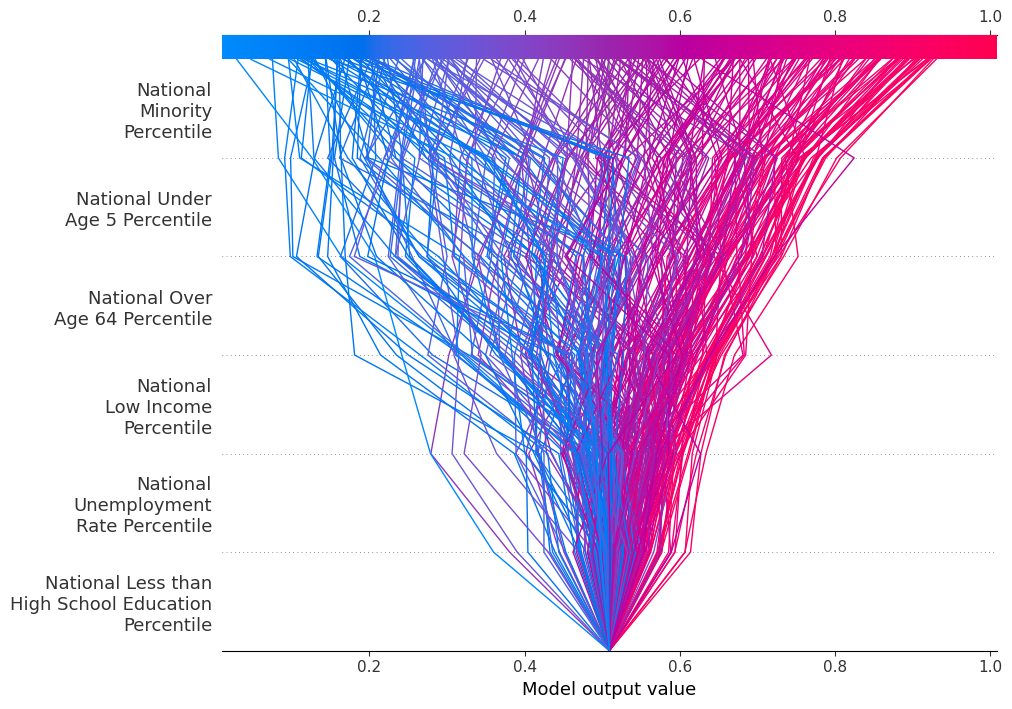 0.2 0.4 0.6 0.8 1.0
National
Minority
Percentile
National Under
Age 5 Percentile
National Over
Age 64 Percentile
National
Low Income
Percentile
National
Unemployment
Rate Percentile
National Less than
High School Education
Percentile
0.2 0.4 0.6 0.8 1.0
Model output value